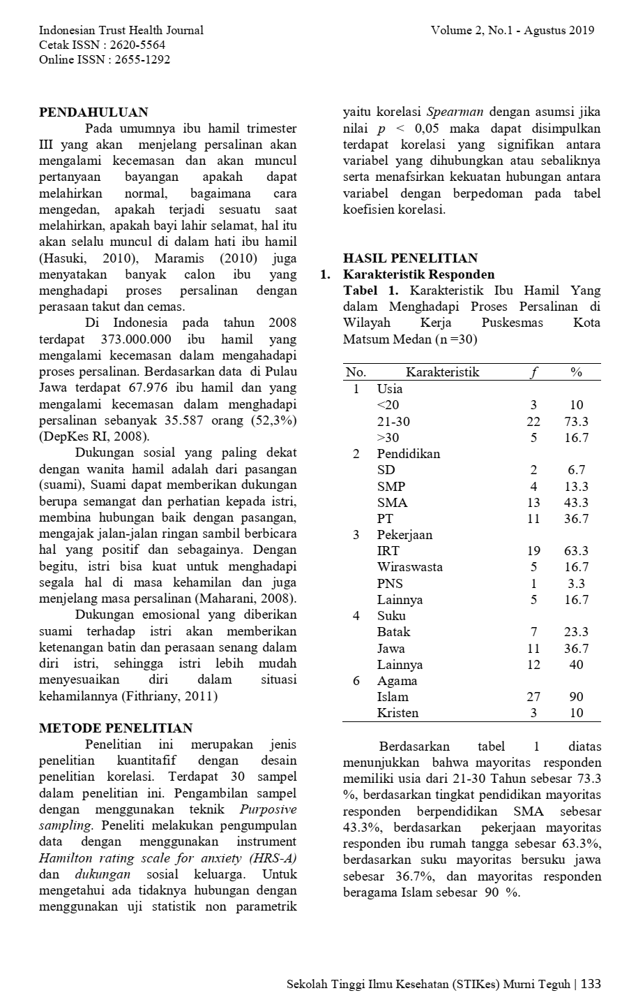 Indonesian Trust Health Journal Volume 2, No.1 - Agustus 2019
Cetak ISSN : 2620-5564
Online ISSN : 2655-1292
PENDAHULUAN
Pada umumnya ibu hamil trimester
III yang akan menjelang persalinan akan
mengalami kecemasan dan akan muncul
pertanyaan bayangan apakah dapat
melahirkan normal, bagaimana cara
mengedan, apakah terjadi sesuatu saat
melahirkan, apakah bayi lahir selamat, hal itu
akan selalu muncul di dalam hati ibu hamil
(Hasuki, 2010), Maramis (2010) juga
menyatakan banyak calon ibu yang
menghadapi proses persalinan dengan
perasaan takut dan cemas.
Di Indonesia pada tahun 2008
terdapat 373.000.000 ibu hamil yang
mengalami kecemasan dalam mengahadapi
proses persalinan. Berdasarkan data di Pulau
Jawa terdapat 67.976 ibu hamil dan yang
mengalami kecemasan dalam menghadapi
persalinan sebanyak 35.587 orang (52,3%)
(DepKes RI, 2008).
Dukungan sosial yang paling dekat
dengan wanita hamil adalah dari pasangan
(suami), Suami dapat memberikan dukungan
berupa semangat dan perhatian kepada istri,
membina hubungan baik dengan pasangan,
mengajak jalan-jalan ringan sambil berbicara
hal yang positif dan sebagainya. Dengan
begitu, istri bisa kuat untuk menghadapi
segala hal di masa kehamilan dan juga
menjelang masa persalinan (Maharani, 2008).
Dukungan emosional yang diberikan
suami terhadap istri akan memberikan
ketenangan batin dan perasaan senang dalam
diri istri, sehingga istri lebih mudah
menyesuaikan diri dalam situasi
kehamilannya (Fithriany, 2011)
METODE PENELITIAN
Penelitian ini merupakan jenis
penelitian kuantitafif dengan desain
penelitian korelasi. Terdapat 30 sampel
dalam penelitian ini. Pengambilan sampel
dengan menggunakan teknik Purposive
sampling. Peneliti melakukan pengumpulan
data dengan menggunakan instrument
Hamilton rating scale for anxiety (HRS-A)
dan dukungan sosial keluarga. Untuk
mengetahui ada tidaknya hubungan dengan
menggunakan uji statistik non parametrik
yaitu korelasi Spearman dengan asumsi jika
nilai p < 0,05 maka dapat disimpulkan
terdapat korelasi yang signifikan antara
variabel yang dihubungkan atau sebaliknya
serta menafsirkan kekuatan hubungan antara
variabel dengan berpedoman pada tabel
koefisien korelasi.
HASIL PENELITIAN
1. Karakteristik Responden
Tabel 1. Karakteristik Ibu Hamil Yang
dalam Menghadapi Proses Persalinan di
Wilayah Kerja Puskesmas Kota
Matsum Medan (n =30)
No. Karakteristik f %
1 Usia
<20 3 10
21-30 22 73.3
>30 5 16.7
2 Pendidikan
SD 2 6.7
SMP 4 13.3
SMA 13 43.3
PT 11 36.7
3 Pekerjaan
IRT 19 63.3
Wiraswasta 5 16.7
PNS 1 3.3
Lainnya 5 16.7
4 Suku
Batak 7 23.3
Jawa 11 36.7
Lainnya 12 40
6 Agama
Islam 27 90
Kristen 3 10
Berdasarkan tabel 1 diatas
menunjukkan bahwa mayoritas responden
memiliki usia dari 21-30 Tahun sebesar 73.3
%, berdasarkan tingkat pendidikan mayoritas
responden berpendidikan SMA sebesar
43.3%, berdasarkan pekerjaan mayoritas
responden ibu rumah tangga sebesar 63.3%,
berdasarkan suku mayoritas bersuku jawa
sebesar 36.7%, dan mayoritas responden
beragama Islam sebesar 90 %.
Sekolah Tinggi Ilmu Kesehatan (STIKes) Murni Teguh | 133